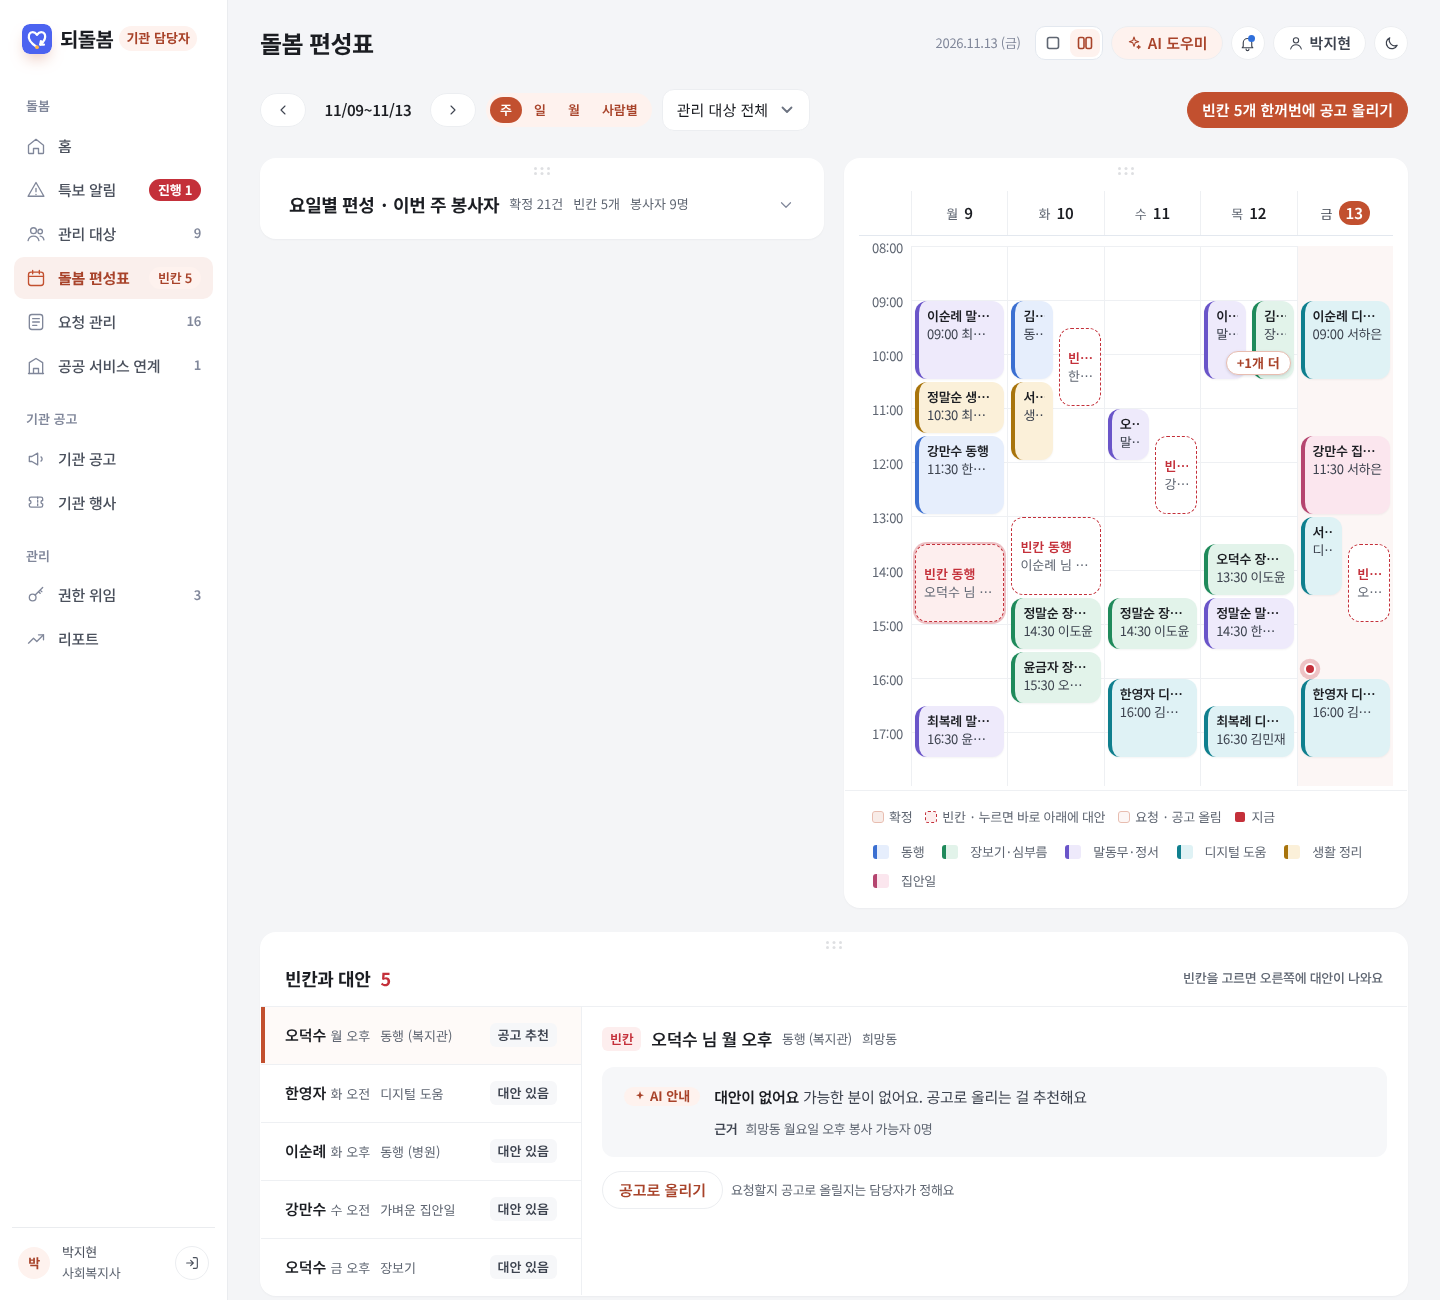 되돌봄 기관 담당자
돌봄
홈
특보 알림 진행 1
관리 대상 9
돌봄 편성표 빈칸 5
요청 관리 16
공공 서비스 연계 1
기관 공고
기관 공고
기관 행사
관리
권한 위임 3
리포트
박 박지현
사회복지사
돌봄 편성표
2026.11.13 (금)
AI 도우미
박지현
11/09~11/13
주 일 월 사람별
관리 대상 전체
빈칸 5개 한꺼번에 공고 올리기
요일별 편성 · 이번 주 봉사자 확정 21건 빈칸 5개 봉사자 9명
월 9 화 10 수 11 목 12 금 13
08:00
09:00
10:00
11:00
12:00
13:00
14:00
15:00
16:00
17:00
이순례 말…
09:00 최…
정말순 생…
10:30 최…
강만수 동행
11:30 한…
빈칸 동행
오덕수 님 …
최복례 말…
16:30 윤…
김…
동…
빈…
한…
서…
생…
빈칸 동행
이순례 님 …
정말순 장…
14:30 이도윤
윤금자 장…
15:30 오…
오…
말…
빈…
강…
정말순 장…
14:30 이도윤
한영자 디…
16:00 김…
이…
말…
김…
장…
+1개 더
오덕수 장…
13:30 이도윤
정말순 말…
14:30 한…
최복례 디…
16:30 김민재
이순례 디…
09:00 서하은
강만수 집…
11:30 서하은
서…
디…
빈…
오…
한영자 디…
16:00 김…
확정 빈칸 · 누르면 바로 아래에 대안 요청 · 공고 올림 지금
동행 장보기·심부름 말동무·정서 디지털 도움 생활 정리
집안일
빈칸과 대안 5
빈칸을 고르면 오른쪽에 대안이 나와요
오덕수 월 오후 동행 (복지관) 공고 추천
한영자 화 오전 디지털 도움 대안 있음
이순례 화 오후 동행 (병원) 대안 있음
강만수 수 오전 가벼운 집안일 대안 있음
오덕수 금 오후 장보기 대안 있음
빈칸 오덕수 님 월 오후 동행 (복지관) 희망동
AI 안내 대안이 없어요 가능한 분이 없어요. 공고로 올리는 걸 추천해요
근거 희망동 월요일 오후 봉사 가능자 0명
공고로 올리기 요청할지 공고로 올릴지는 담당자가 정해요